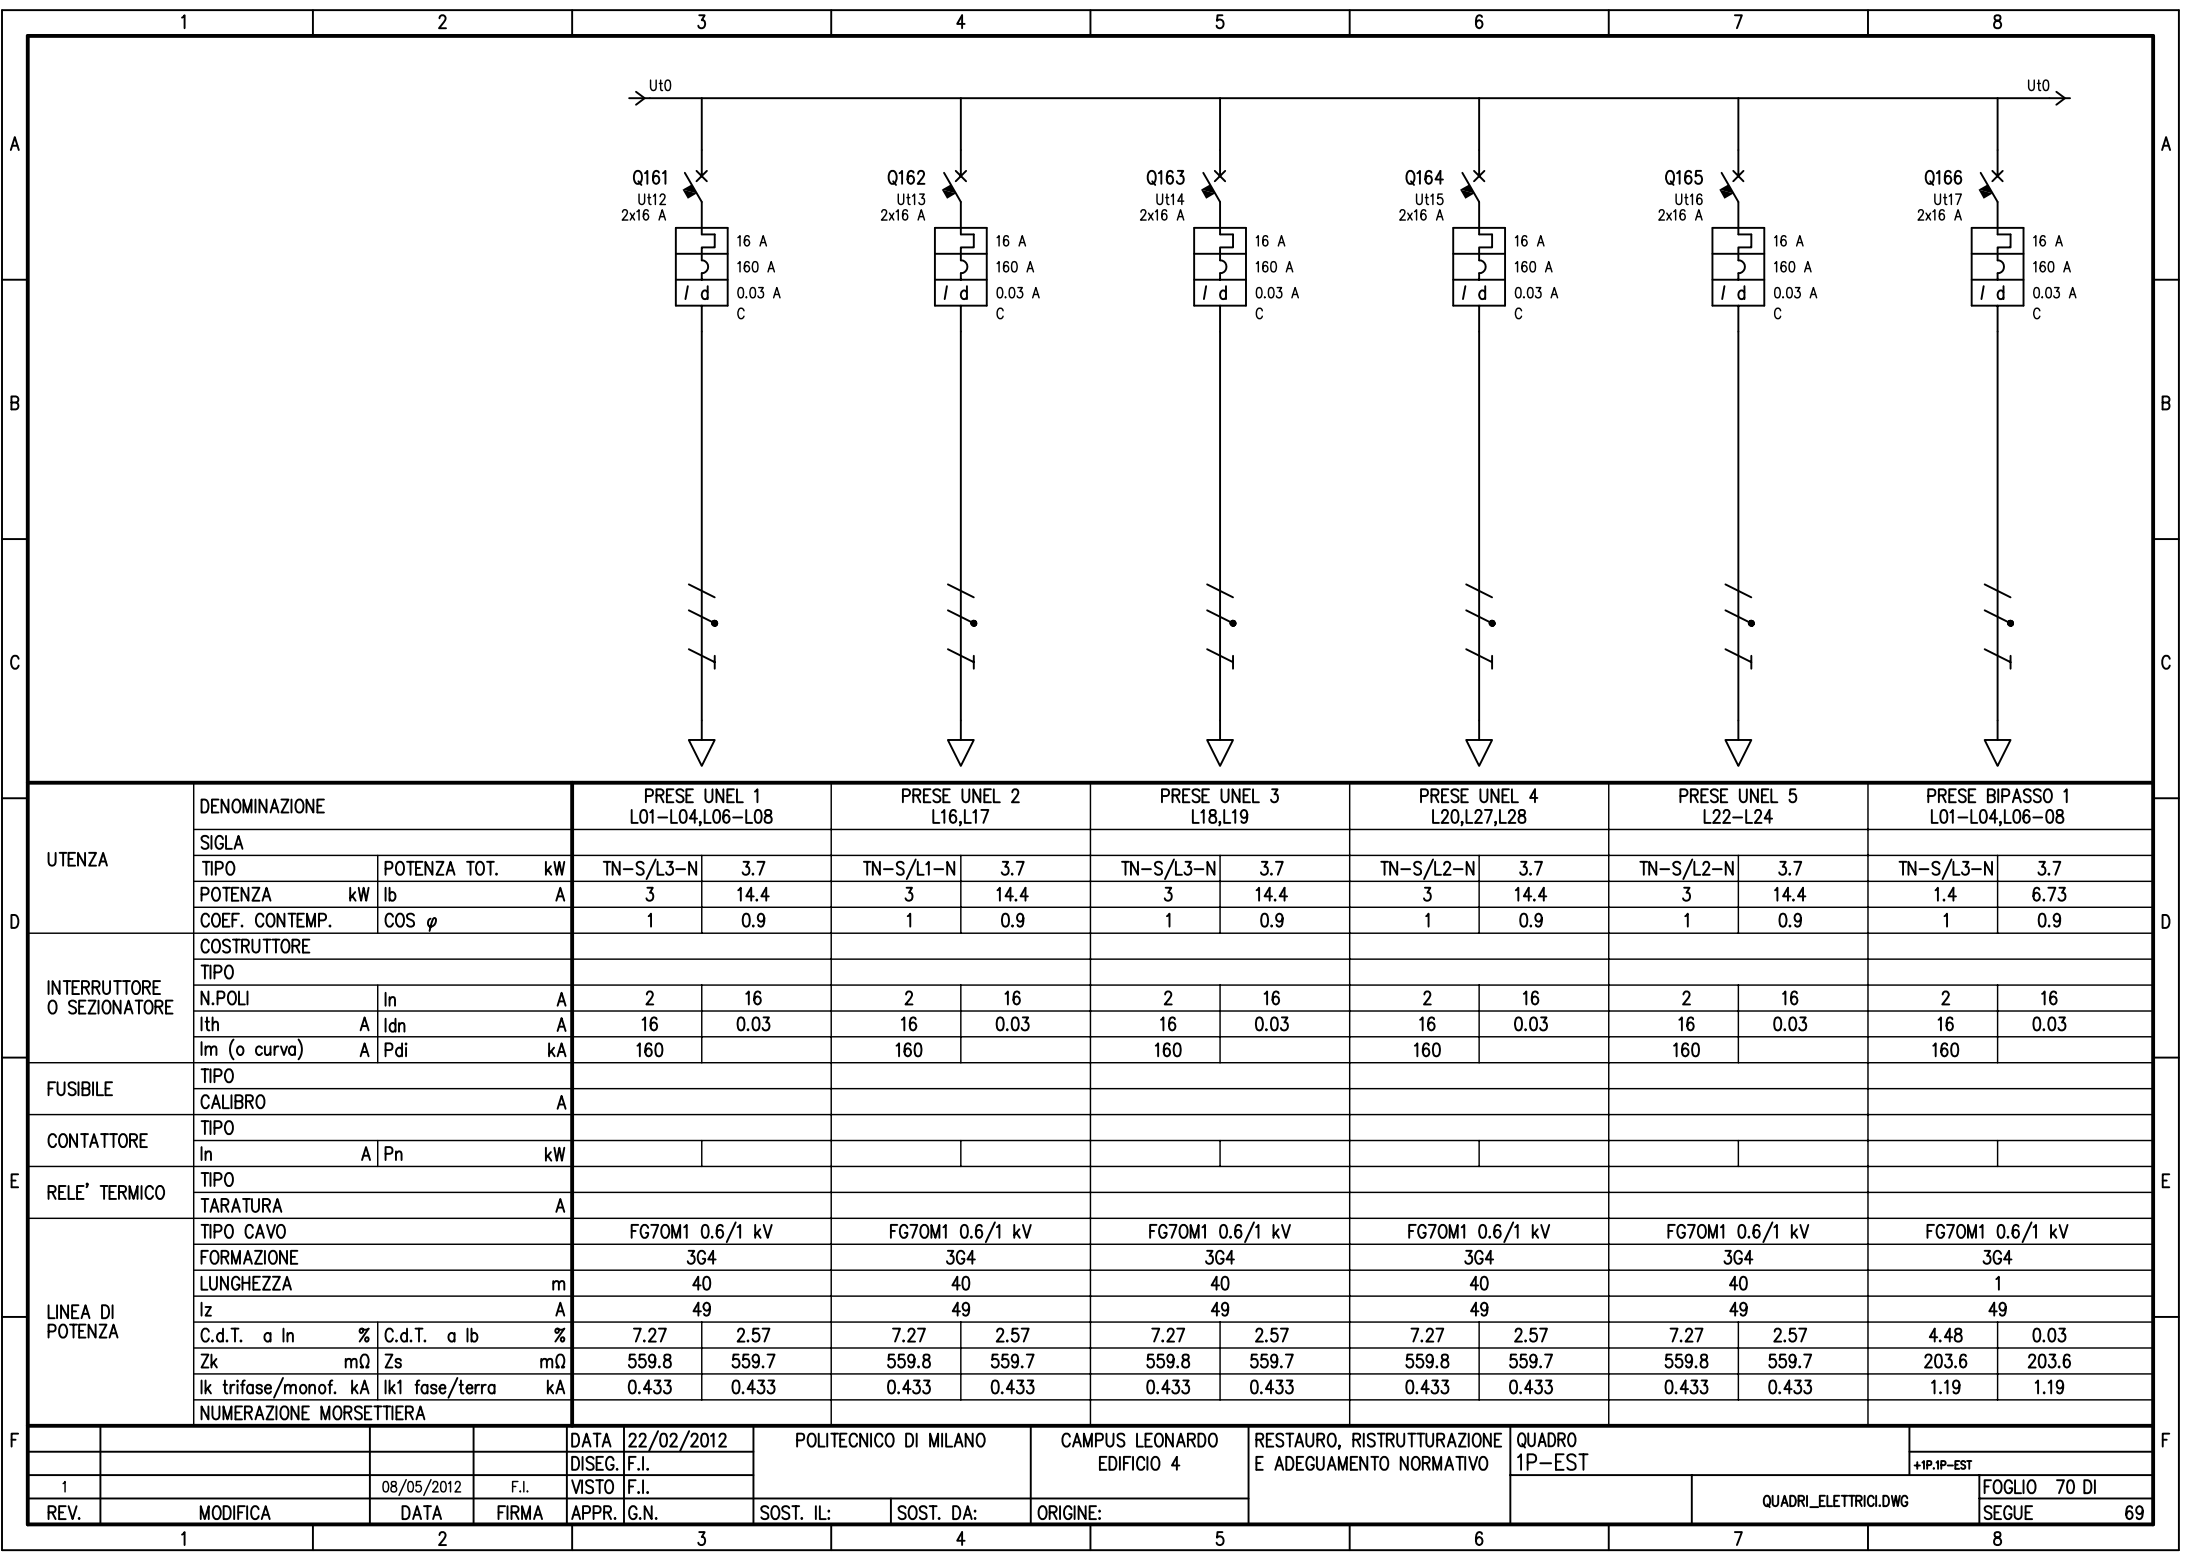 1 2 3 4 5 6 7 8
Ut0 Ut0
A A
Q161 Q162 Q163 Q164 Q165 Q166
Ut12 Ut13 Ut14 Ut15 Ut16 Ut17
2x16 A 2x16 A 2x16 A 2x16 A 2x16 A 2x16 A
16 A 16 A 16 A 16 A 16 A 16 A
160 A 160 A 160 A 160 A 160 A 160 A
I d 0.03 A I d 0.03 A I d 0.03 A I d 0.03 A I d 0.03 A I d 0.03 A
C C C C C C
B B
C C
UTENZA
DENOMINAZIONE PRESE UNEL 1 PRESE UNEL 2 PRESE UNEL 3 PRESE UNEL 4 PRESE UNEL 5 PRESE BIPASSO 1
L01-L04,L06-L08 L16,L17 L18,L19 L20,L27,L28 L22-L24 L01-L04,L06-08
SIGLA
TIPO POTENZA TOT. kW TN-S/L3-N 3.7 TN-S/L1-N 3.7 TN-S/L3-N 3.7 TN-S/L2-N 3.7 TN-S/L2-N 3.7 TN-S/L3-N 3.7
POTENZA kW Ib A 3 14.4 3 14.4 3 14.4 3 14.4 3 14.4 1.4 6.73
D COEF. CONTEMP. COS φ 1 0.9 1 0.9 1 0.9 1 0.9 1 0.9 1 0.9 D
INTERRUTTORE
O SEZIONATORE
COSTRUTTORE
TIPO
N.POLI In A 2 16 2 16 2 16 2 16 2 16 2 16
Ith A Idn A 16 0.03 16 0.03 16 0.03 16 0.03 16 0.03 16 0.03
Im (o curva) A Pdi kA 160 160 160 160 160 160
FUSIBILE
TIPO
CALIBRO A
CONTATTORE
TIPO
In A Pn kW
E RELE' TERMICO E
TIPO
TARATURA A
LINEA DI
POTENZA
TIPO CAVO FG7OM1 0.6/1 kV FG7OM1 0.6/1 kV FG7OM1 0.6/1 kV FG7OM1 0.6/1 kV FG7OM1 0.6/1 kV FG7OM1 0.6/1 kV
FORMAZIONE 3G4 3G4 3G4 3G4 3G4 3G4
LUNGHEZZA m 40 40 40 40 40 1
Iz A 49 49 49 49 49 49
C.d.T. a In % C.d.T. a Ib % 7.27 2.57 7.27 2.57 7.27 2.57 7.27 2.57 7.27 2.57 4.48 0.03
Zk mΩ Zs mΩ 559.8 559.7 559.8 559.7 559.8 559.7 559.8 559.7 559.8 559.7 203.6 203.6
Ik trifase/monof. kA Ik1 fase/terra kA 0.433 0.433 0.433 0.433 0.433 0.433 0.433 0.433 0.433 0.433 1.19 1.19
NUMERAZIONE MORSETTIERA
F F
DATA 22/02/2012 POLITECNICO DI MILANO CAMPUS LEONARDO RESTAURO, RISTRUTTURAZIONE QUADRO
DISEG. F.I. EDIFICIO 4 E ADEGUAMENTO NORMATIVO 1P-EST +1P.1P-EST
1 08/05/2012 F.I. VISTO F.I. QUADRI_ELETTRICI.DWG FOGLIO 70 DI
REV. MODIFICA DATA FIRMA APPR. G.N. SOST. IL: SOST. DA: ORIGINE: SEGUE 69
1 2 3 4 5 6 7 8